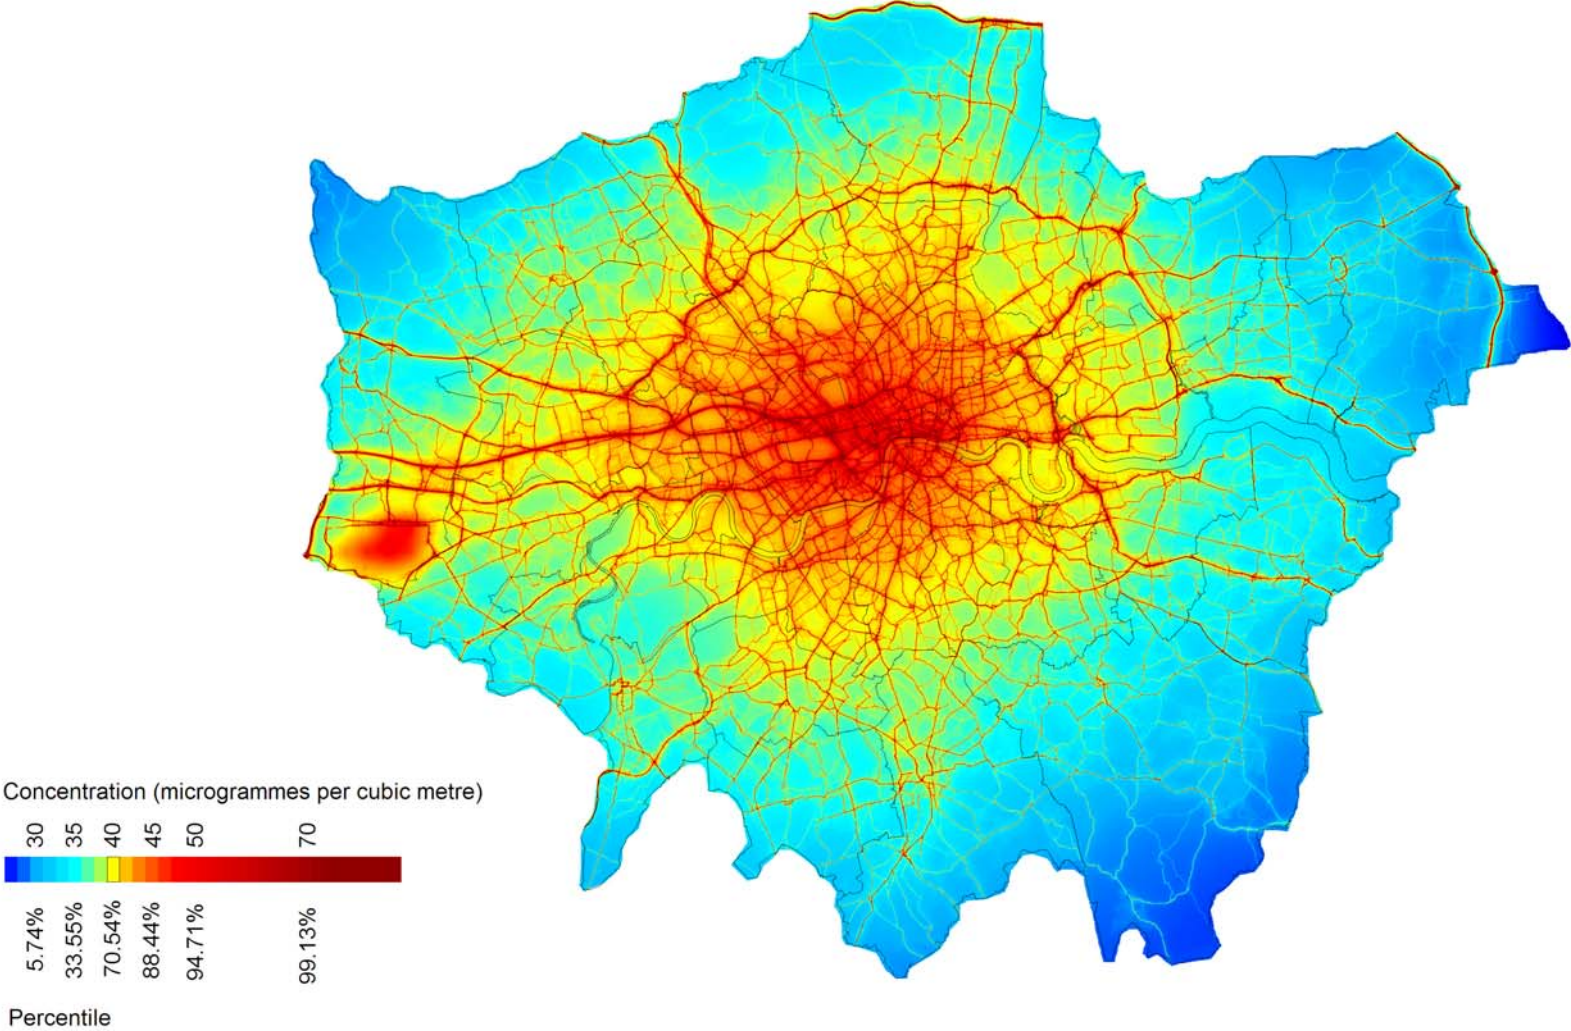 Concentration (microgrammes per cubic metre)
30 35 40 45 50 70
5.74% 33.55% 70.54% 88.44% 94.71% 99.13%
Percentile